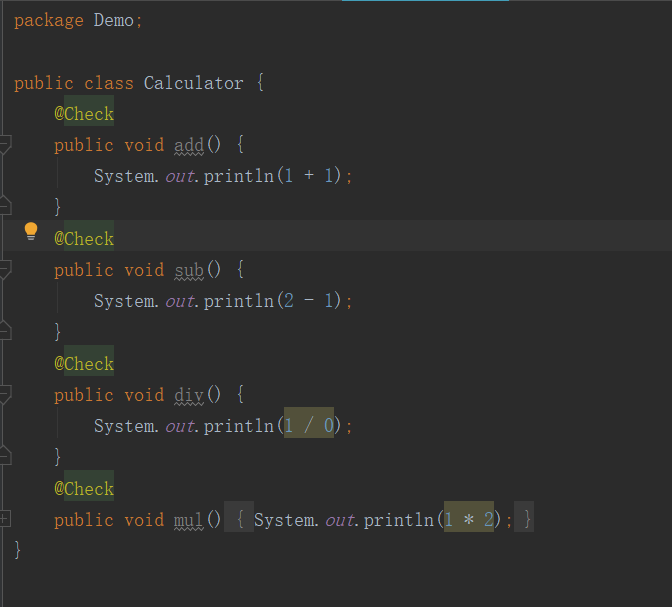 package Demo;
public class Calculator {
@Check
public void add() {
System.out.println(1 + 1);
}
@Check
public void sub() {
System.out.println(2 - 1);
}
@Check
public void div() {
System.out.println(1 / 0);
}
@Check
public void mul() { System.out.println(1 * 2); }
}